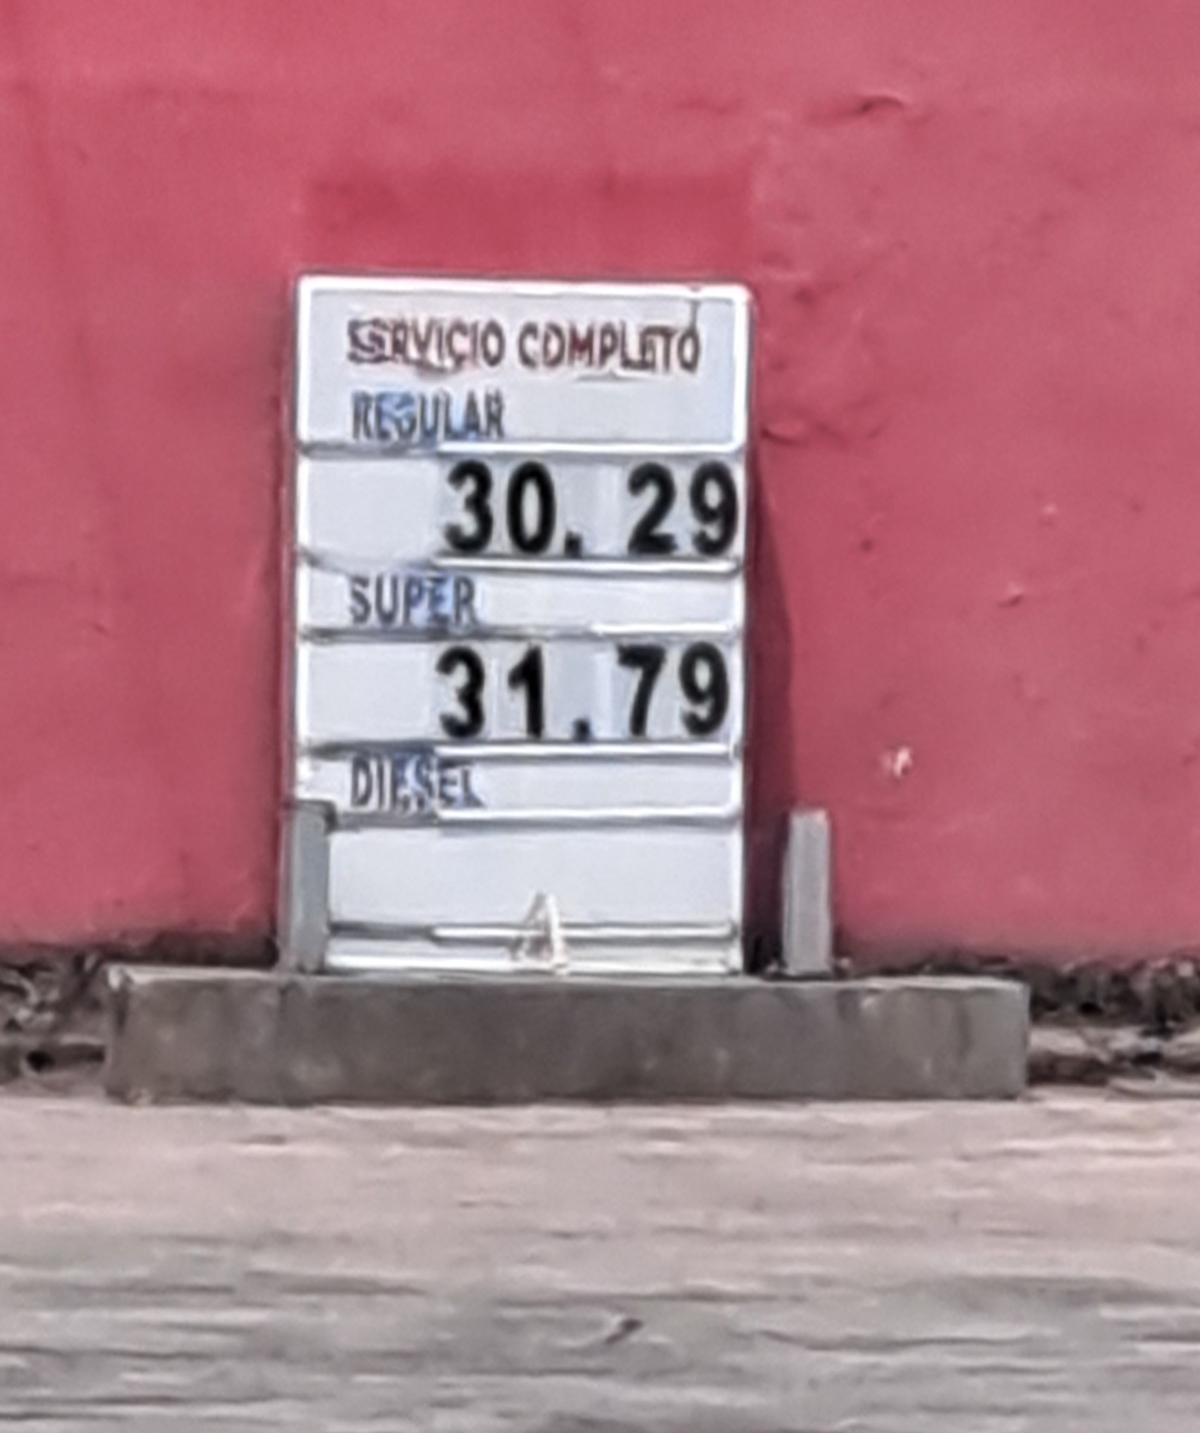 SERVICIO COMPLETO
REGULAR
30.29
SUPER
31.79
DIESEL